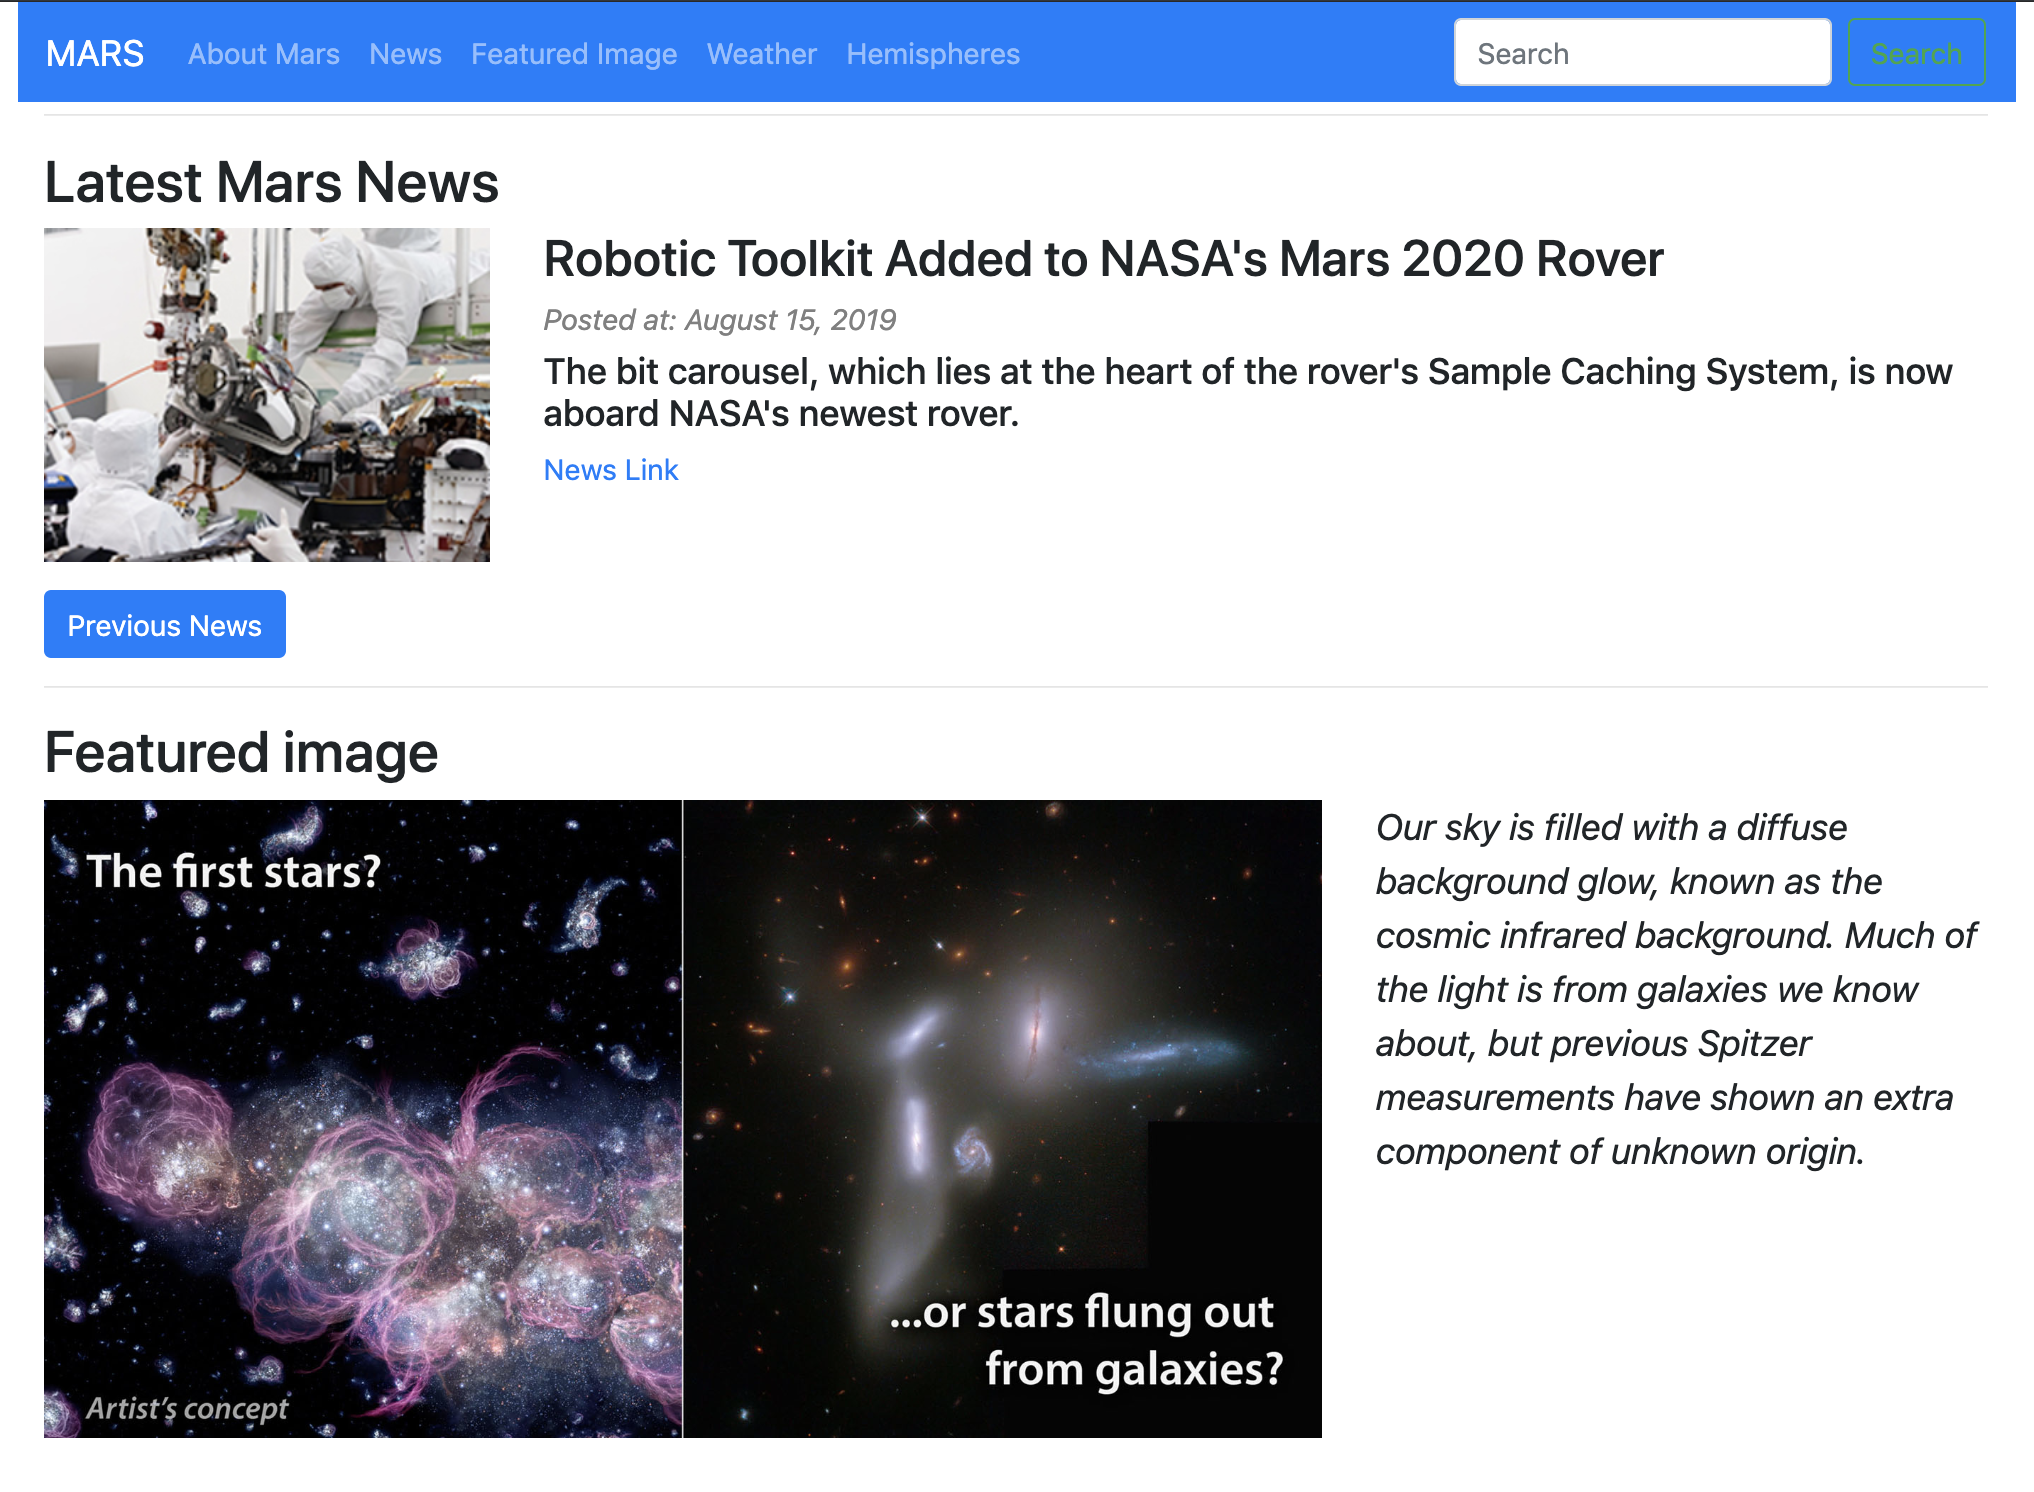 MARS About Mars News Featured Image Weather Hemispheres Search Search
Latest Mars News
Robotic Toolkit Added to NASA's Mars 2020 Rover
Posted at: August 15, 2019
The bit carousel, which lies at the heart of the rover's Sample Caching System, is now
aboard NASA's newest rover.
News Link
Previous News
Featured image
The first stars?
...or stars flung out
from galaxies?
Artist's concept
Our sky is filled with a diffuse
background glow, known as the
cosmic infrared background. Much of
the light is from galaxies we know
about, but previous Spitzer
measurements have shown an extra
component of unknown origin.